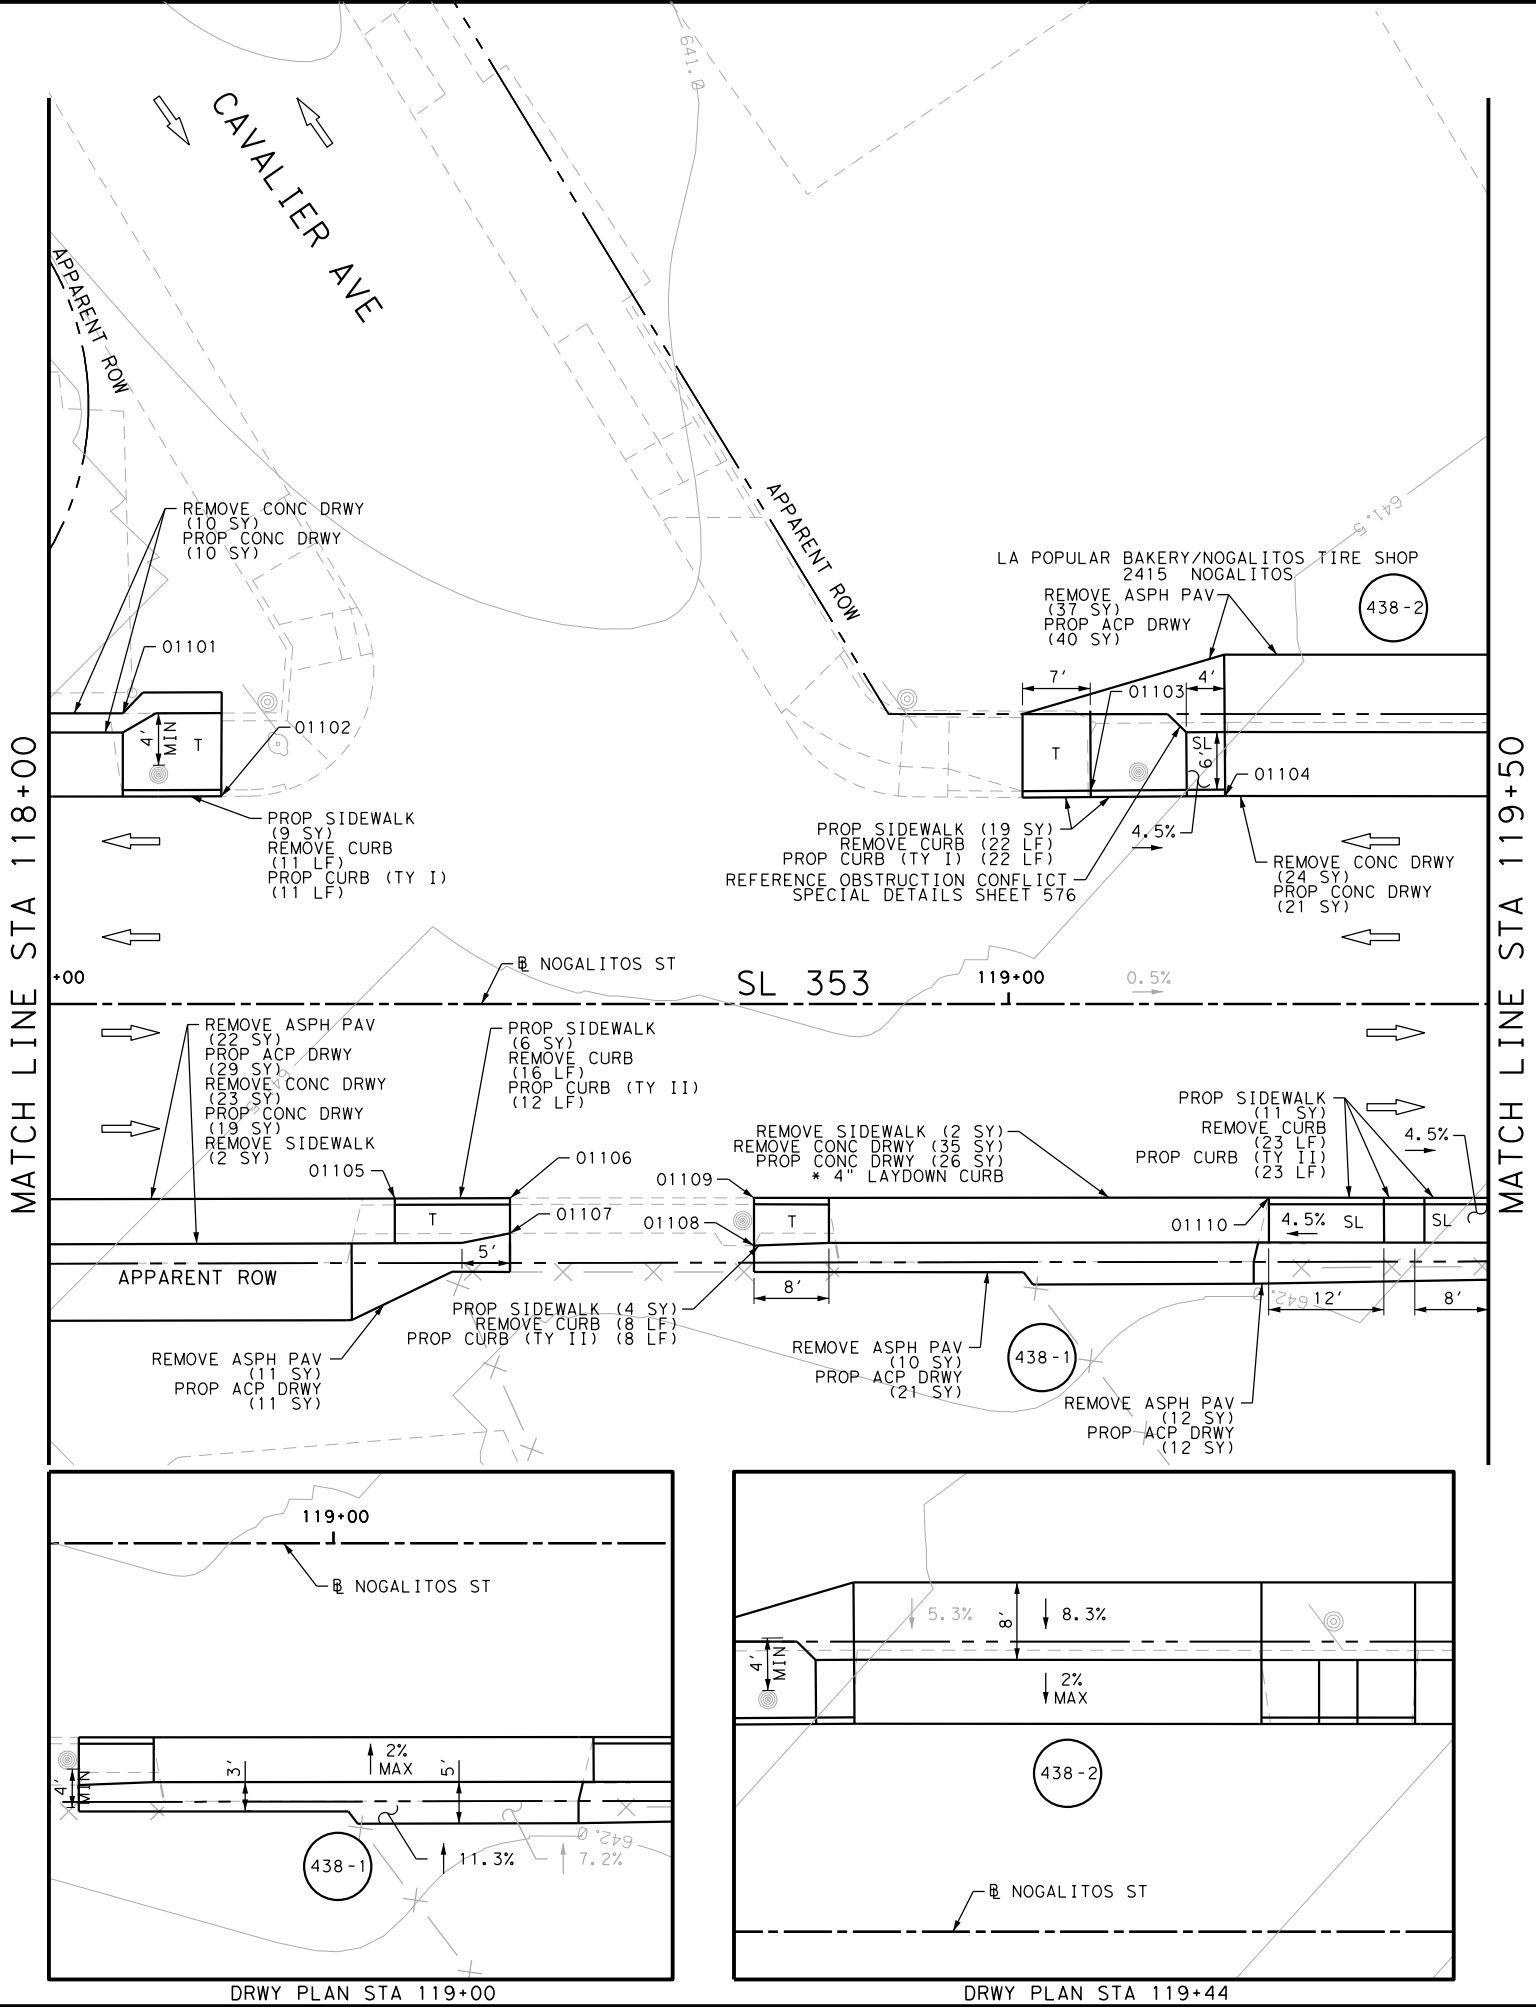 641.0
CAVALIER AVE
APPARENT ROW
REMOVE CONC DRWY
(10 SY)
PROP CONC DRWY
(10 SY)
APPARENT ROW
641.5
LA POPULAR BAKERY/NOGALITOS TIRE SHOP
2415 NOGALITOS
REMOVE ASPH PAV
(37 SY)
PROP ACP DRWY
(40 SY)
438-2
01101
7'
01103
4'
4'
MIN
T
01102
T
SL
6'
01104
MATCH LINE STA 118+00
MATCH LINE STA 119+50
PROP SIDEWALK
(9 SY)
REMOVE CURB
(11 LF)
PROP CURB (TY I)
(11 LF)
PROP SIDEWALK (19 SY)
REMOVE CURB (22 LF)
PROP CURB (TY I) (22 LF)
REFERENCE OBSTRUCTION CONFLICT
SPECIAL DETAILS SHEET 576
4.5%
REMOVE CONC DRWY
(24 SY)
PROP CONC DRWY
(21 SY)
+00
BL NOGALITOS ST
SL 353
119+00
0.5%
REMOVE ASPH PAV
(22 SY)
PROP ACP DRWY
(29 SY)
REMOVE CONC DRWY
(23 SY)
PROP CONC DRWY
(19 SY)
REMOVE SIDEWALK
(2 SY)
PROP SIDEWALK
(6 SY)
REMOVE CURB
(16 LF)
PROP CURB (TY II)
(12 LF)
REMOVE SIDEWALK (2 SY)
REMOVE CONC DRWY (35 SY)
PROP CONC DRWY (26 SY)
* 4" LAYDOWN CURB
PROP SIDEWALK
(11 SY)
REMOVE CURB
(23 LF)
PROP CURB (TY II)
(23 LF)
4.5%
01105
01106
01109
01107
01108
01110
T
T
4.5%
SL
SL
5'
APPARENT ROW
8'
642.0
12'
8'
PROP SIDEWALK (4 SY)
REMOVE CURB (8 LF)
PROP CURB (TY II) (8 LF)
REMOVE ASPH PAV
(11 SY)
PROP ACP DRWY
(11 SY)
REMOVE ASPH PAV
(10 SY)
PROP ACP DRWY
(21 SY)
438-1
REMOVE ASPH PAV
(12 SY)
PROP ACP DRWY
(12 SY)
119+00
BL NOGALITOS ST
4'
MIN
3'
2%
MAX
5'
642.0
438-1
11.3%
7.2%
DRWY PLAN STA 119+00
5.3%
8'
8.3%
4'
MIN
2%
MAX
438-2
BL NOGALITOS ST
DRWY PLAN STA 119+44